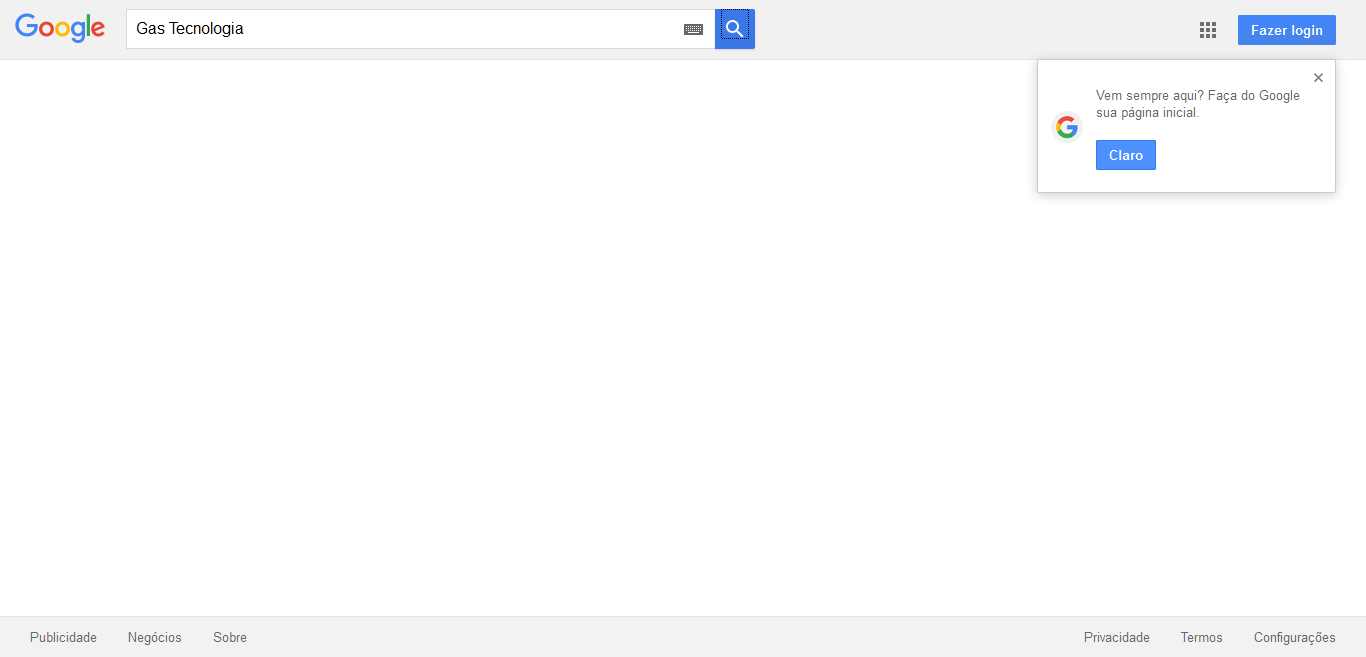 Google
Gas Tecnologia
Fazer login
Vem sempre aqui? Faça do Google
sua página inicial.
Claro
Publicidade
Negócios
Sobre
Privacidade
Termos
Configurações